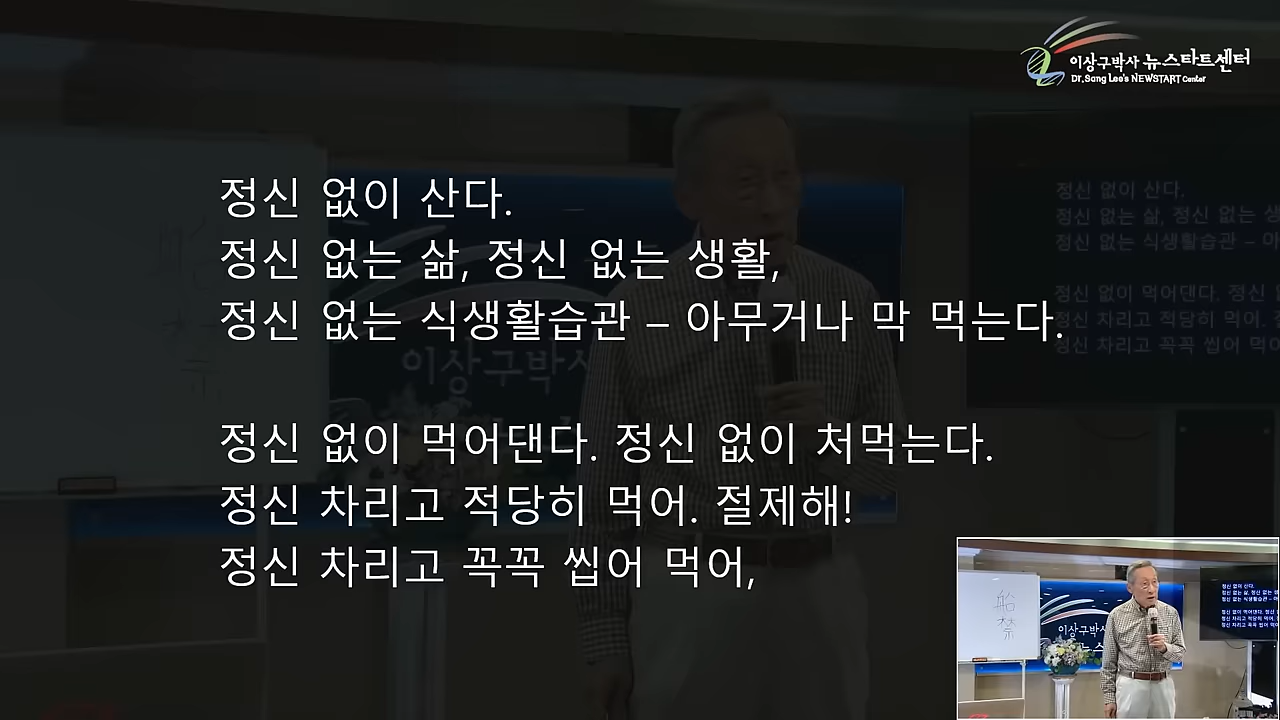 이상구박사 뉴스타트센터
Dr. Sang Lee's NEWSTART Center
정신 없이 산다.
정신 없는 삶, 정신 없는 생활,
정신 없는 식생활습관 – 아무거나 막 먹는다.
정신 없이 먹어댄다. 정신 없이 처먹는다.
정신 차리고 적당히 먹어. 절제해!
정신 차리고 꼭꼭 씹어 먹어,